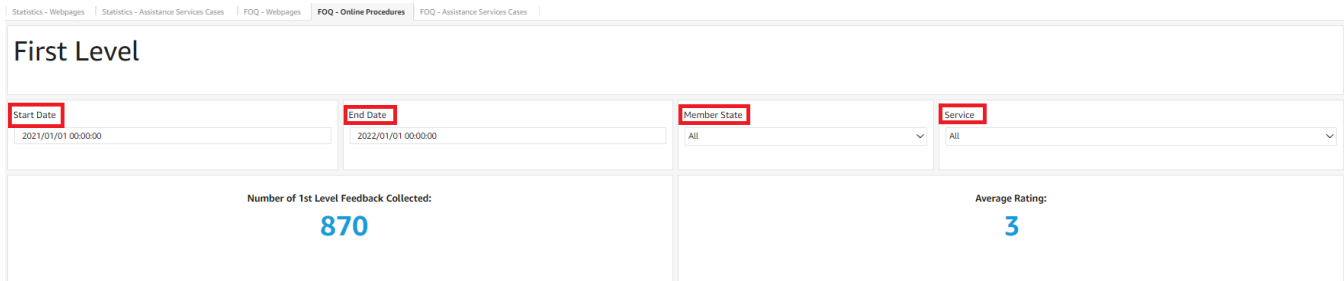 Statistics - Webpages Statistics - Assistance Services Cases FOQ - Webpages FOQ - Online Procedures FOQ - Assistance Services Cases
First Level
Start Date End Date Member State Service
2021/01/01 00:00:00 2022/01/01 00:00:00 All All
Number of 1st Level Feedback Collected: Average Rating:
870 3